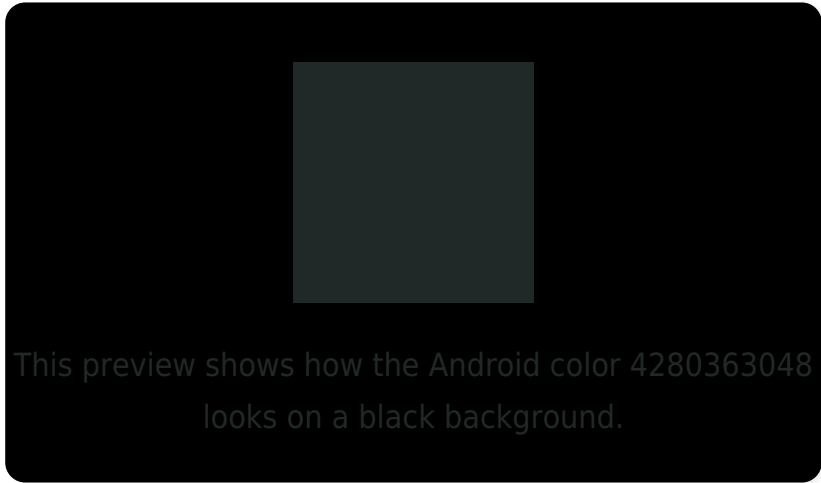 This preview shows how the Android color 4280363048
looks on a black background.